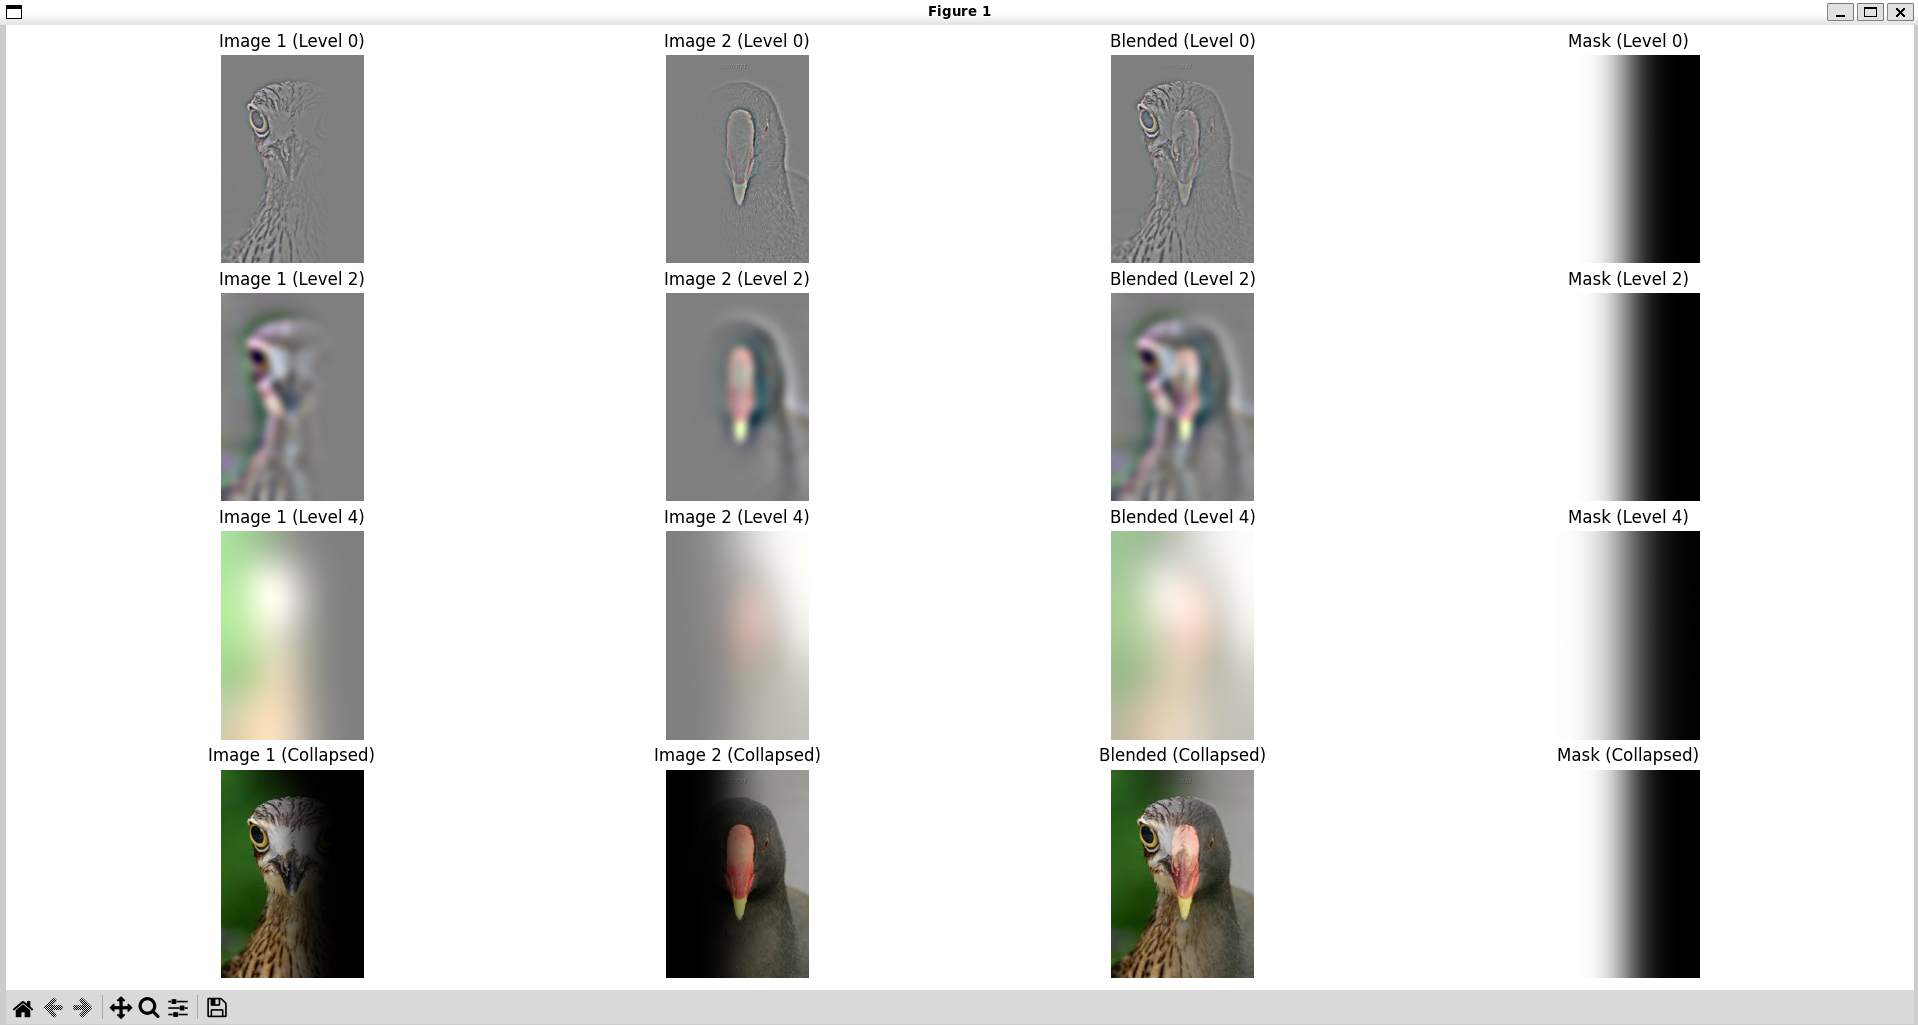 Figure 1
Image 1 (Level 0)
Image 2 (Level 0)
Blended (Level 0)
Mask (Level 0)
Image 1 (Level 2)
Image 2 (Level 2)
Blended (Level 2)
Mask (Level 2)
Image 1 (Level 4)
Image 2 (Level 4)
Blended (Level 4)
Mask (Level 4)
Image 1 (Collapsed)
Image 2 (Collapsed)
Blended (Collapsed)
Mask (Collapsed)